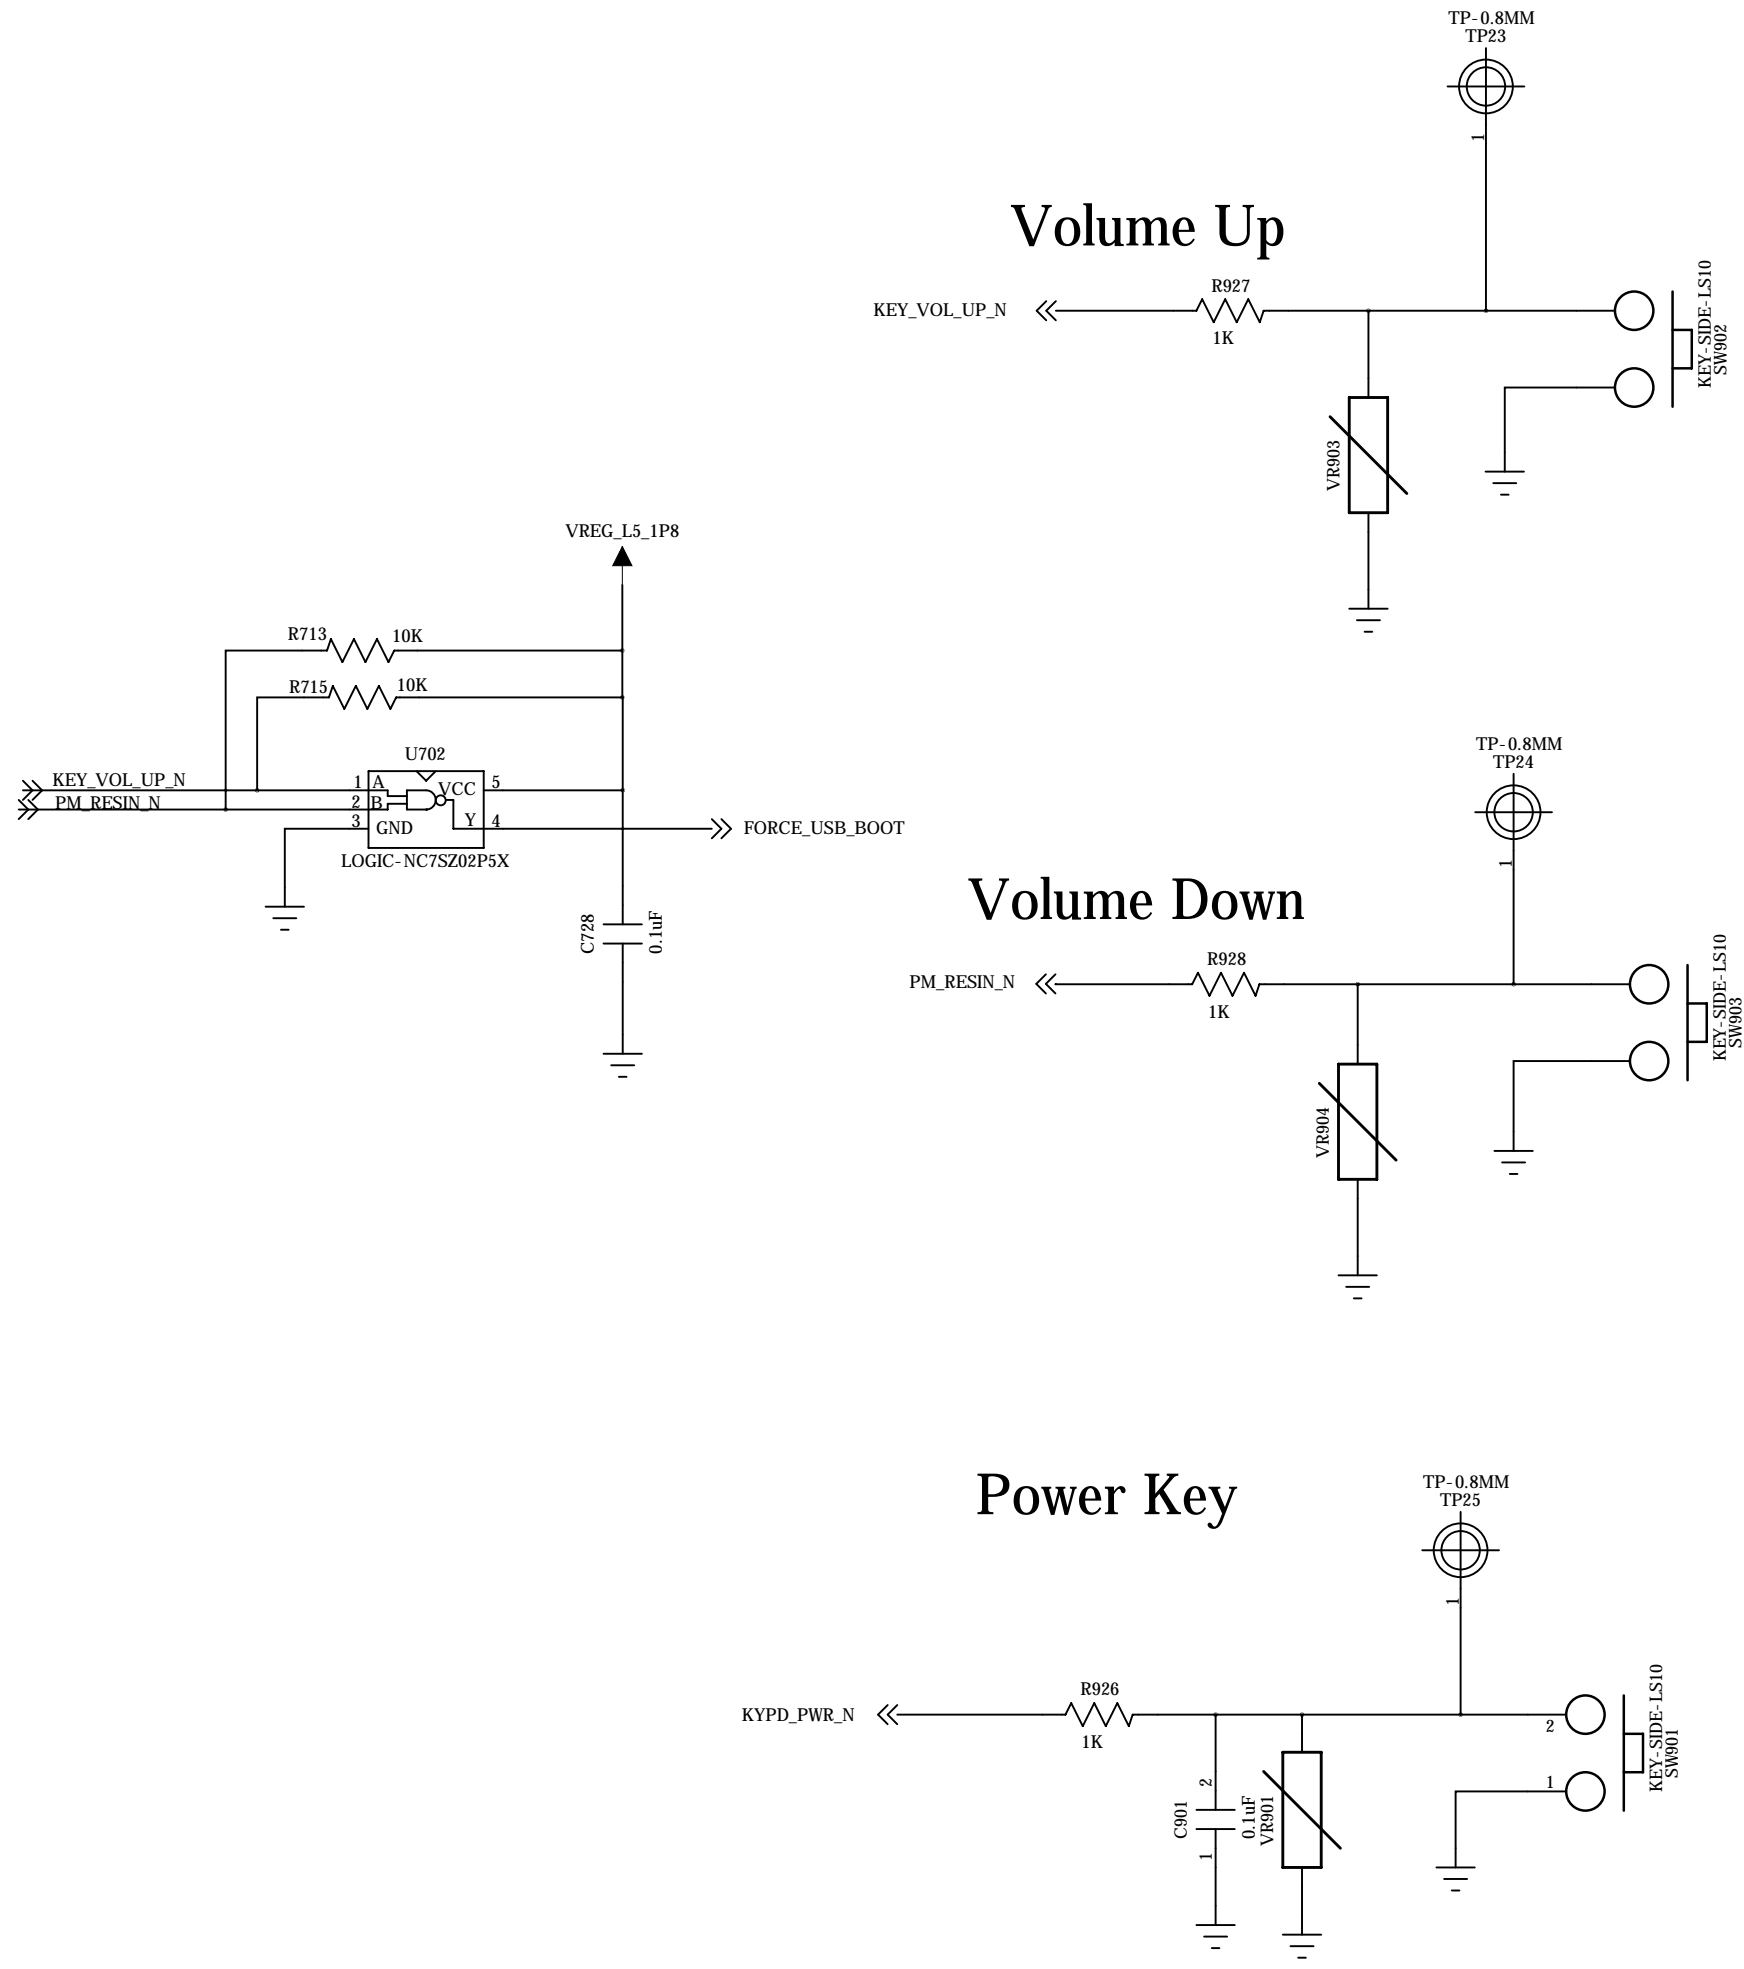 TP-0.8MM
TP23
1
Volume Up
R927
KEY_VOL_UP_N
1K
KEY-SIDE-LS10
SW902
VR903
VREG_L5_1P8
R713
10K
R715
10K
U702
KEY_VOL_UP_N
1
A
VCC
5
PM_RESIN_N
2
B
3
GND
Y
4
FORCE_USB_BOOT
LOGIC-NC7SZ02P5X
C728
0.1uF
TP-0.8MM
TP24
1
Volume Down
R928
PM_RESIN_N
1K
KEY-SIDE-LS10
SW903
VR904
Power Key
TP-0.8MM
TP25
1
R926
KYPD_PWR_N
1K
2
KEY-SIDE-LS10
SW901
1
2
C901
0.1uF
VR901
1